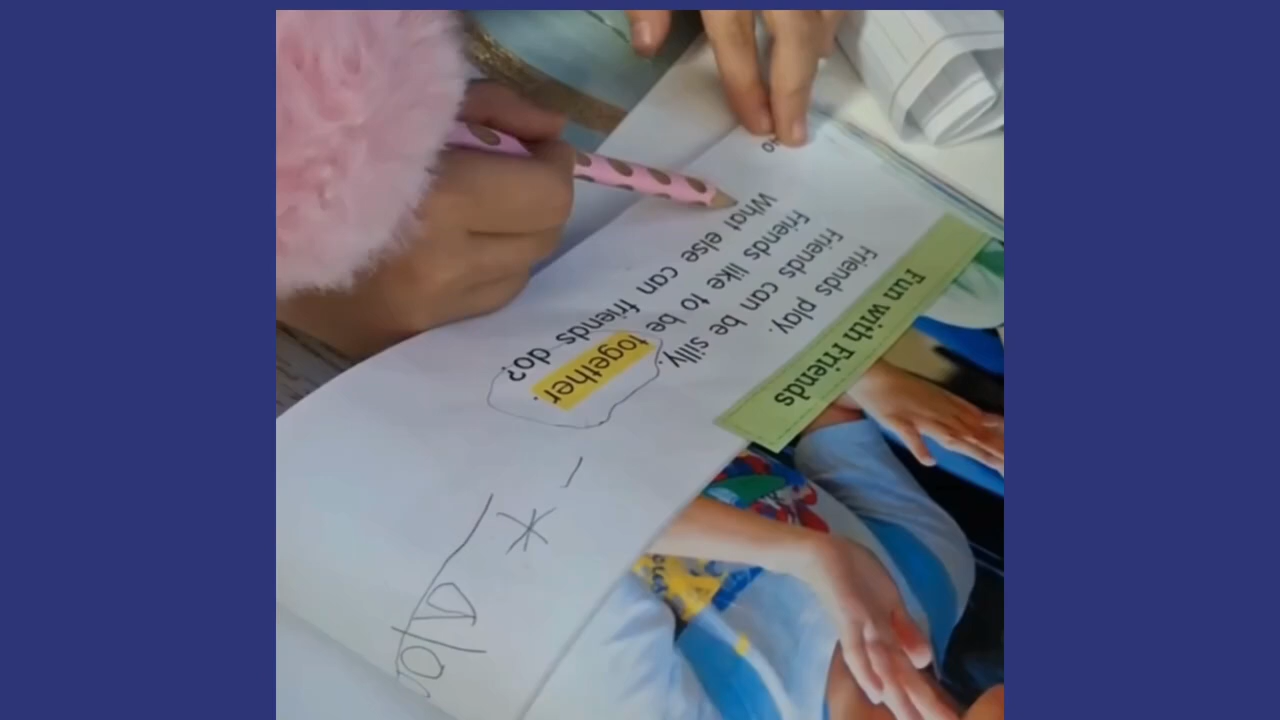 Fun with Friends
Friends play.
Friends can be silly.
Friends like to be together.
What else can friends do?